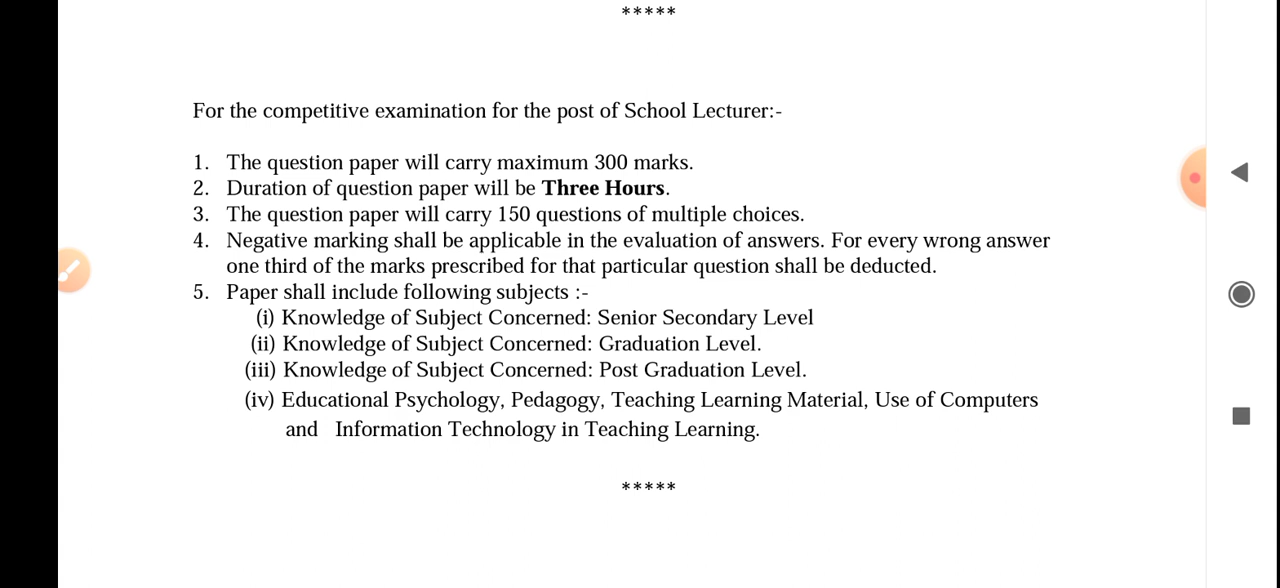 *****
For the competitive examination for the post of School Lecturer:-
1. The question paper will carry maximum 300 marks.
2. Duration of question paper will be Three Hours.
3. The question paper will carry 150 questions of multiple choices.
4. Negative marking shall be applicable in the evaluation of answers. For every wrong answer
one third of the marks prescribed for that particular question shall be deducted.
5. Paper shall include following subjects :-
(i) Knowledge of Subject Concerned: Senior Secondary Level
(ii) Knowledge of Subject Concerned: Graduation Level.
(iii) Knowledge of Subject Concerned: Post Graduation Level.
(iv) Educational Psychology, Pedagogy, Teaching Learning Material, Use of Computers
and Information Technology in Teaching Learning.
*****